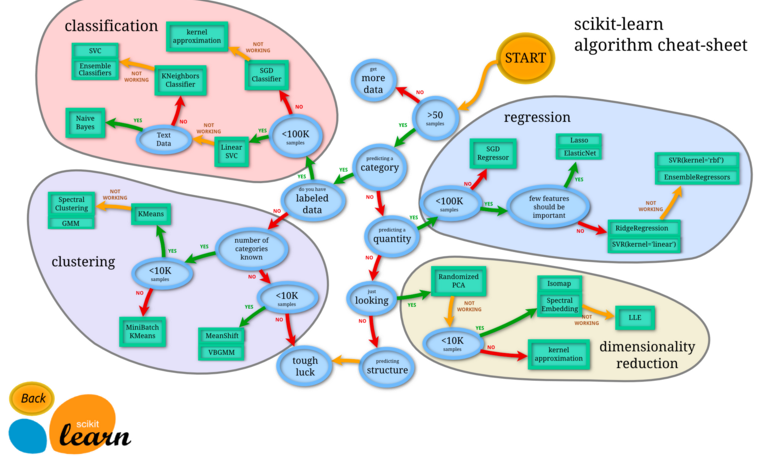 scikit-learn
algorithm cheat-sheet
classification
kernel
approximation
NOT
WORKING
SVC
Ensemble
Classifiers
NOT
WORKING
KNeighbors
Classifier
SGD
Classifier
NO
NO
Naive
Bayes
YES
Text
Data
NOT
WORKING
Linear
SVC
YES
<100K
samples
YES
START
get
more
data
NO
>50
samples
YES
predicting a
category
YES
NO
do you have
labeled
data
NO
predicting a
quantity
YES
NO
just
looking
YES
NO
predicting
structure
tough
luck
regression
SGD
Regressor
NO
<100K
samples
YES
Lasso
ElasticNet
YES
few features
should be
important
NO
RidgeRegression
SVR(kernel='linear')
NOT
WORKING
SVR(kernel='rbf')
EnsembleRegressors
clustering
Spectral
Clustering
GMM
NOT
WORKING
KMeans
YES
<10K
samples
NO
MiniBatch
KMeans
YES
number of
categories
known
NO
<10K
samples
YES
NO
MeanShift
VBGMM
dimensionality
reduction
Randomized
PCA
NOT
WORKING
<10K
samples
YES
NO
Isomap
Spectral
Embedding
NOT
WORKING
LLE
kernel
approximation
Back
scikit
learn